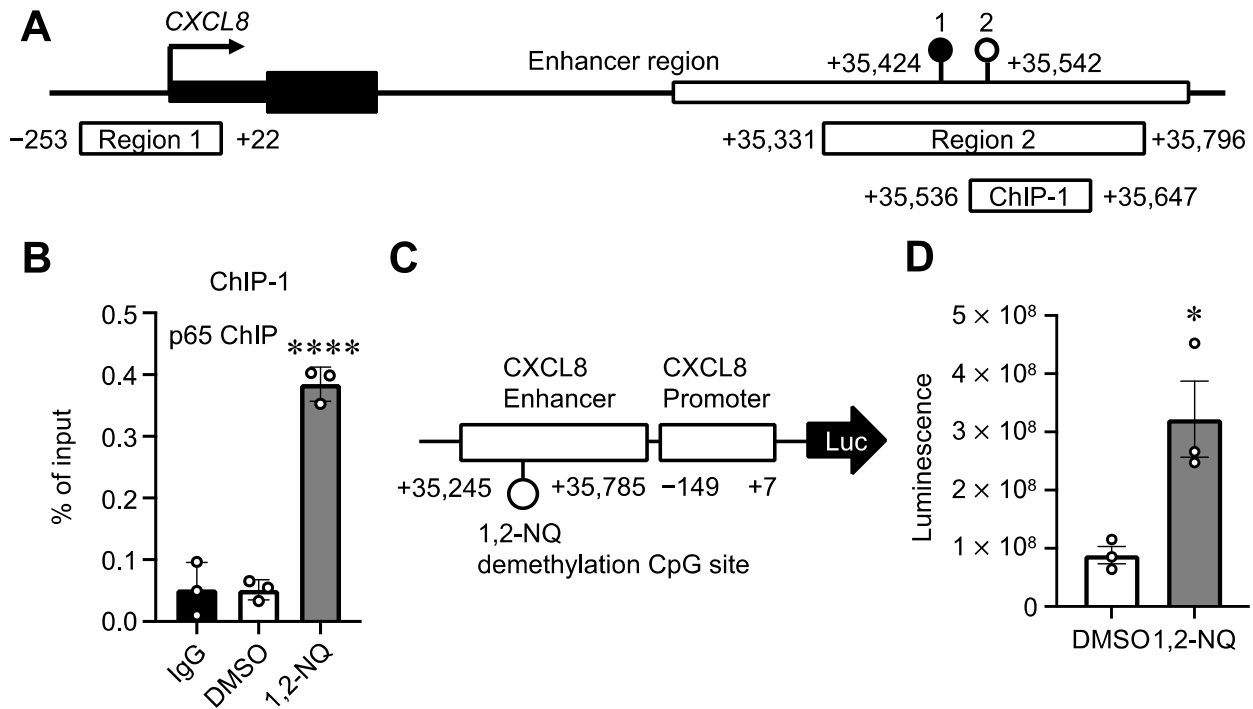 A
CXCL8
1 2
Enhancer region +35,424 +35,542
−253 Region 1 +22 +35,331 Region 2 +35,796
+35,536 ChIP-1 +35,647
B
ChIP-1
p65 ChIP
****
% of input
0.5
0.4
0.3
0.2
0.1
0.0
IgG DMSO 1,2-NQ
C
CXCL8 CXCL8
Enhancer Promoter
Luc
+35,245 +35,785 −149 +7
1,2-NQ
demethylation CpG site
D
*
Luminescence
5 × 10⁸
4 × 10⁸
3 × 10⁸
2 × 10⁸
1 × 10⁸
0
DMSO 1,2-NQ